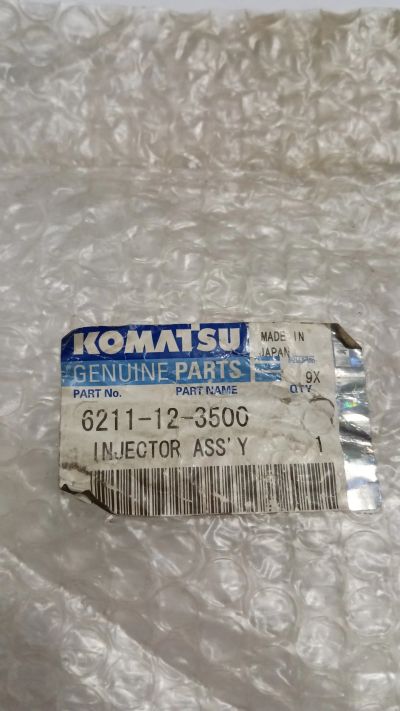 KOMATSU
MADE IN
JAPAN
GENUINE PARTS
9X
PART No. PART NAME QTY
6211-12-3500
INJECTOR ASS'Y 1